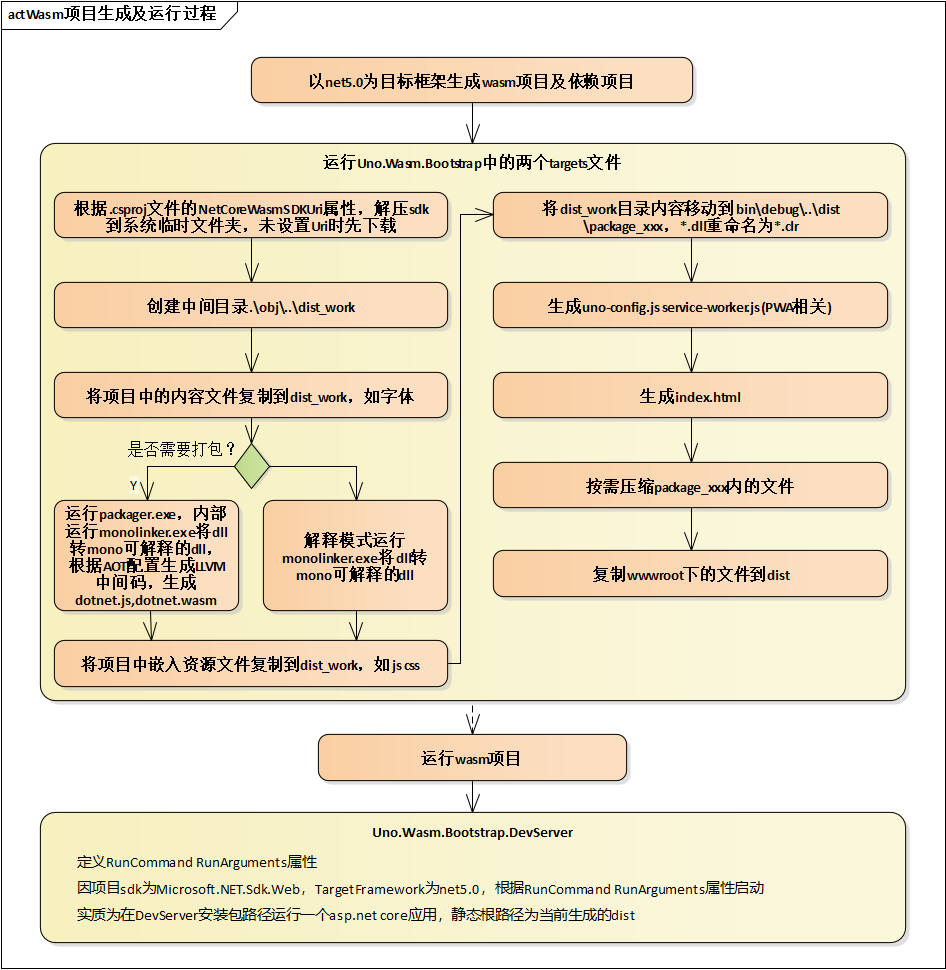 act Wasm项目生成及运行过程
以net5.0为目标框架生成wasm项目及依赖项目
运行Uno.Wasm.Bootstrap中的两个targets文件
根据.csproj文件的NetCoreWasmSDKUri属性，解压sdk
到系统临时文件夹，未设置Uri时先下载
创建中间目录.\obj\..\dist_work
将项目中的内容文件复制到dist_work，如字体
是否需要打包？
Y
运行packager.exe，内部
运行monolinker.exe将dll
转mono可解释的dll，
根据AOT配置生成LLVM
中间码，生成
dotnet.js,dotnet.wasm
解释模式运行
monolinker.exe将dll转
mono可解释的dll
将项目中嵌入资源文件复制到dist_work，如 js css
将dist_work目录内容移动到bin\debug\..\dist
\package_xxx，*.dll重命名为*.clr
生成uno-config.js service-worker.js (PWA相关)
生成index.html
按需压缩package_xxx内的文件
复制wwwroot下的文件到dist
运行wasm项目
Uno.Wasm.Bootstrap.DevServer
定义RunCommand RunArguments属性
因项目sdk为Microsoft.NET.Sdk.Web，TargetFramework为net5.0，根据RunCommand RunArguments属性启动
实质为在DevServer安装包路径运行一个asp.net core应用，静态根路径为当前生成的dist